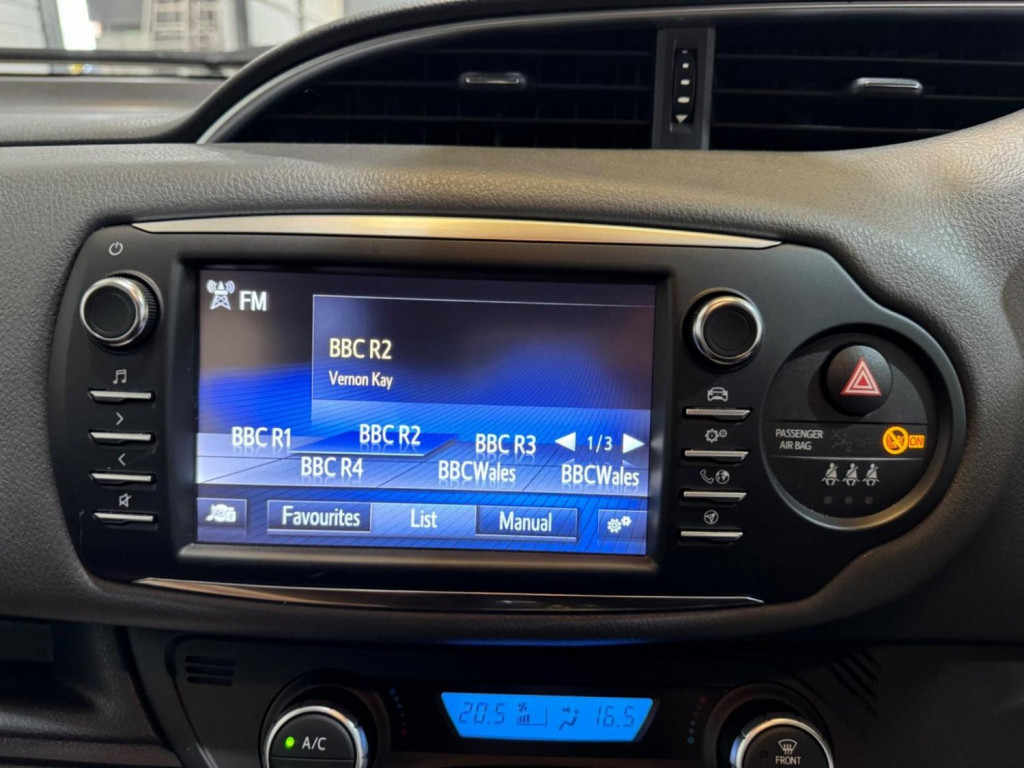 FM
BBC R2
Vernon Kay
BBC R1 BBC R2 BBC R3 1/3
BBC R4 BBCWales BBCWales
Favourites List Manual
PASSENGER
AIR BAG
ON
20.5 16.5
A/C
FRONT